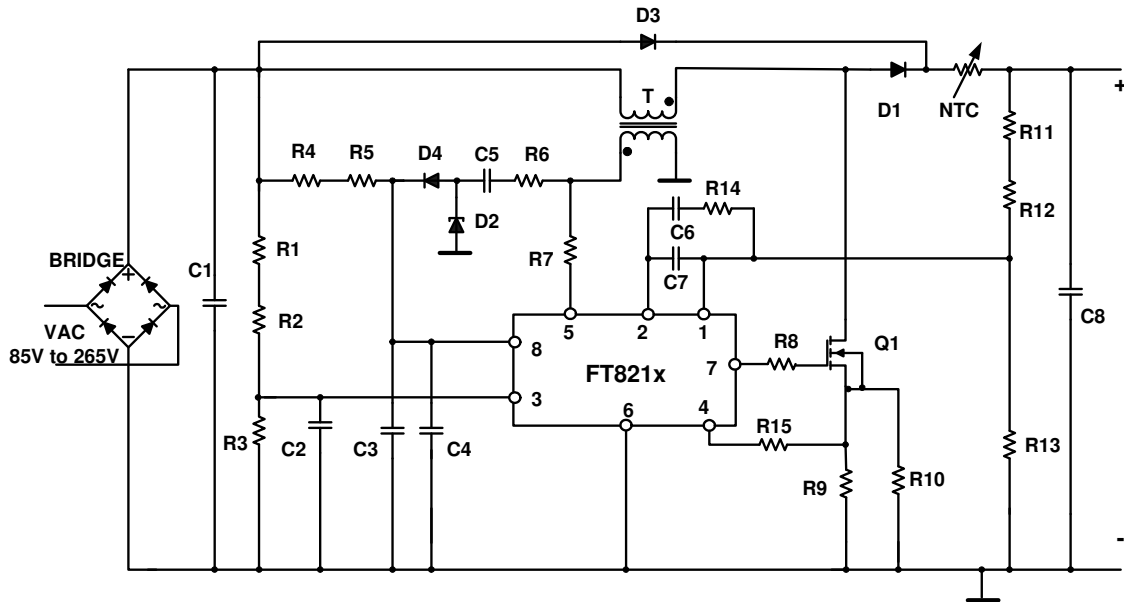 D3
T
D1
NTC
+
R11
R4
R5
D4
C5
R6
R14
R12
D2
C6
R1
R7
C7
BRIDGE
+
C1
~
~
R2
VAC
-
85V to 265V
5
2
1
C8
8
R8
Q1
FT821x
7
3
6
4
R3
C2
C3
C4
R15
R13
R9
R10
-